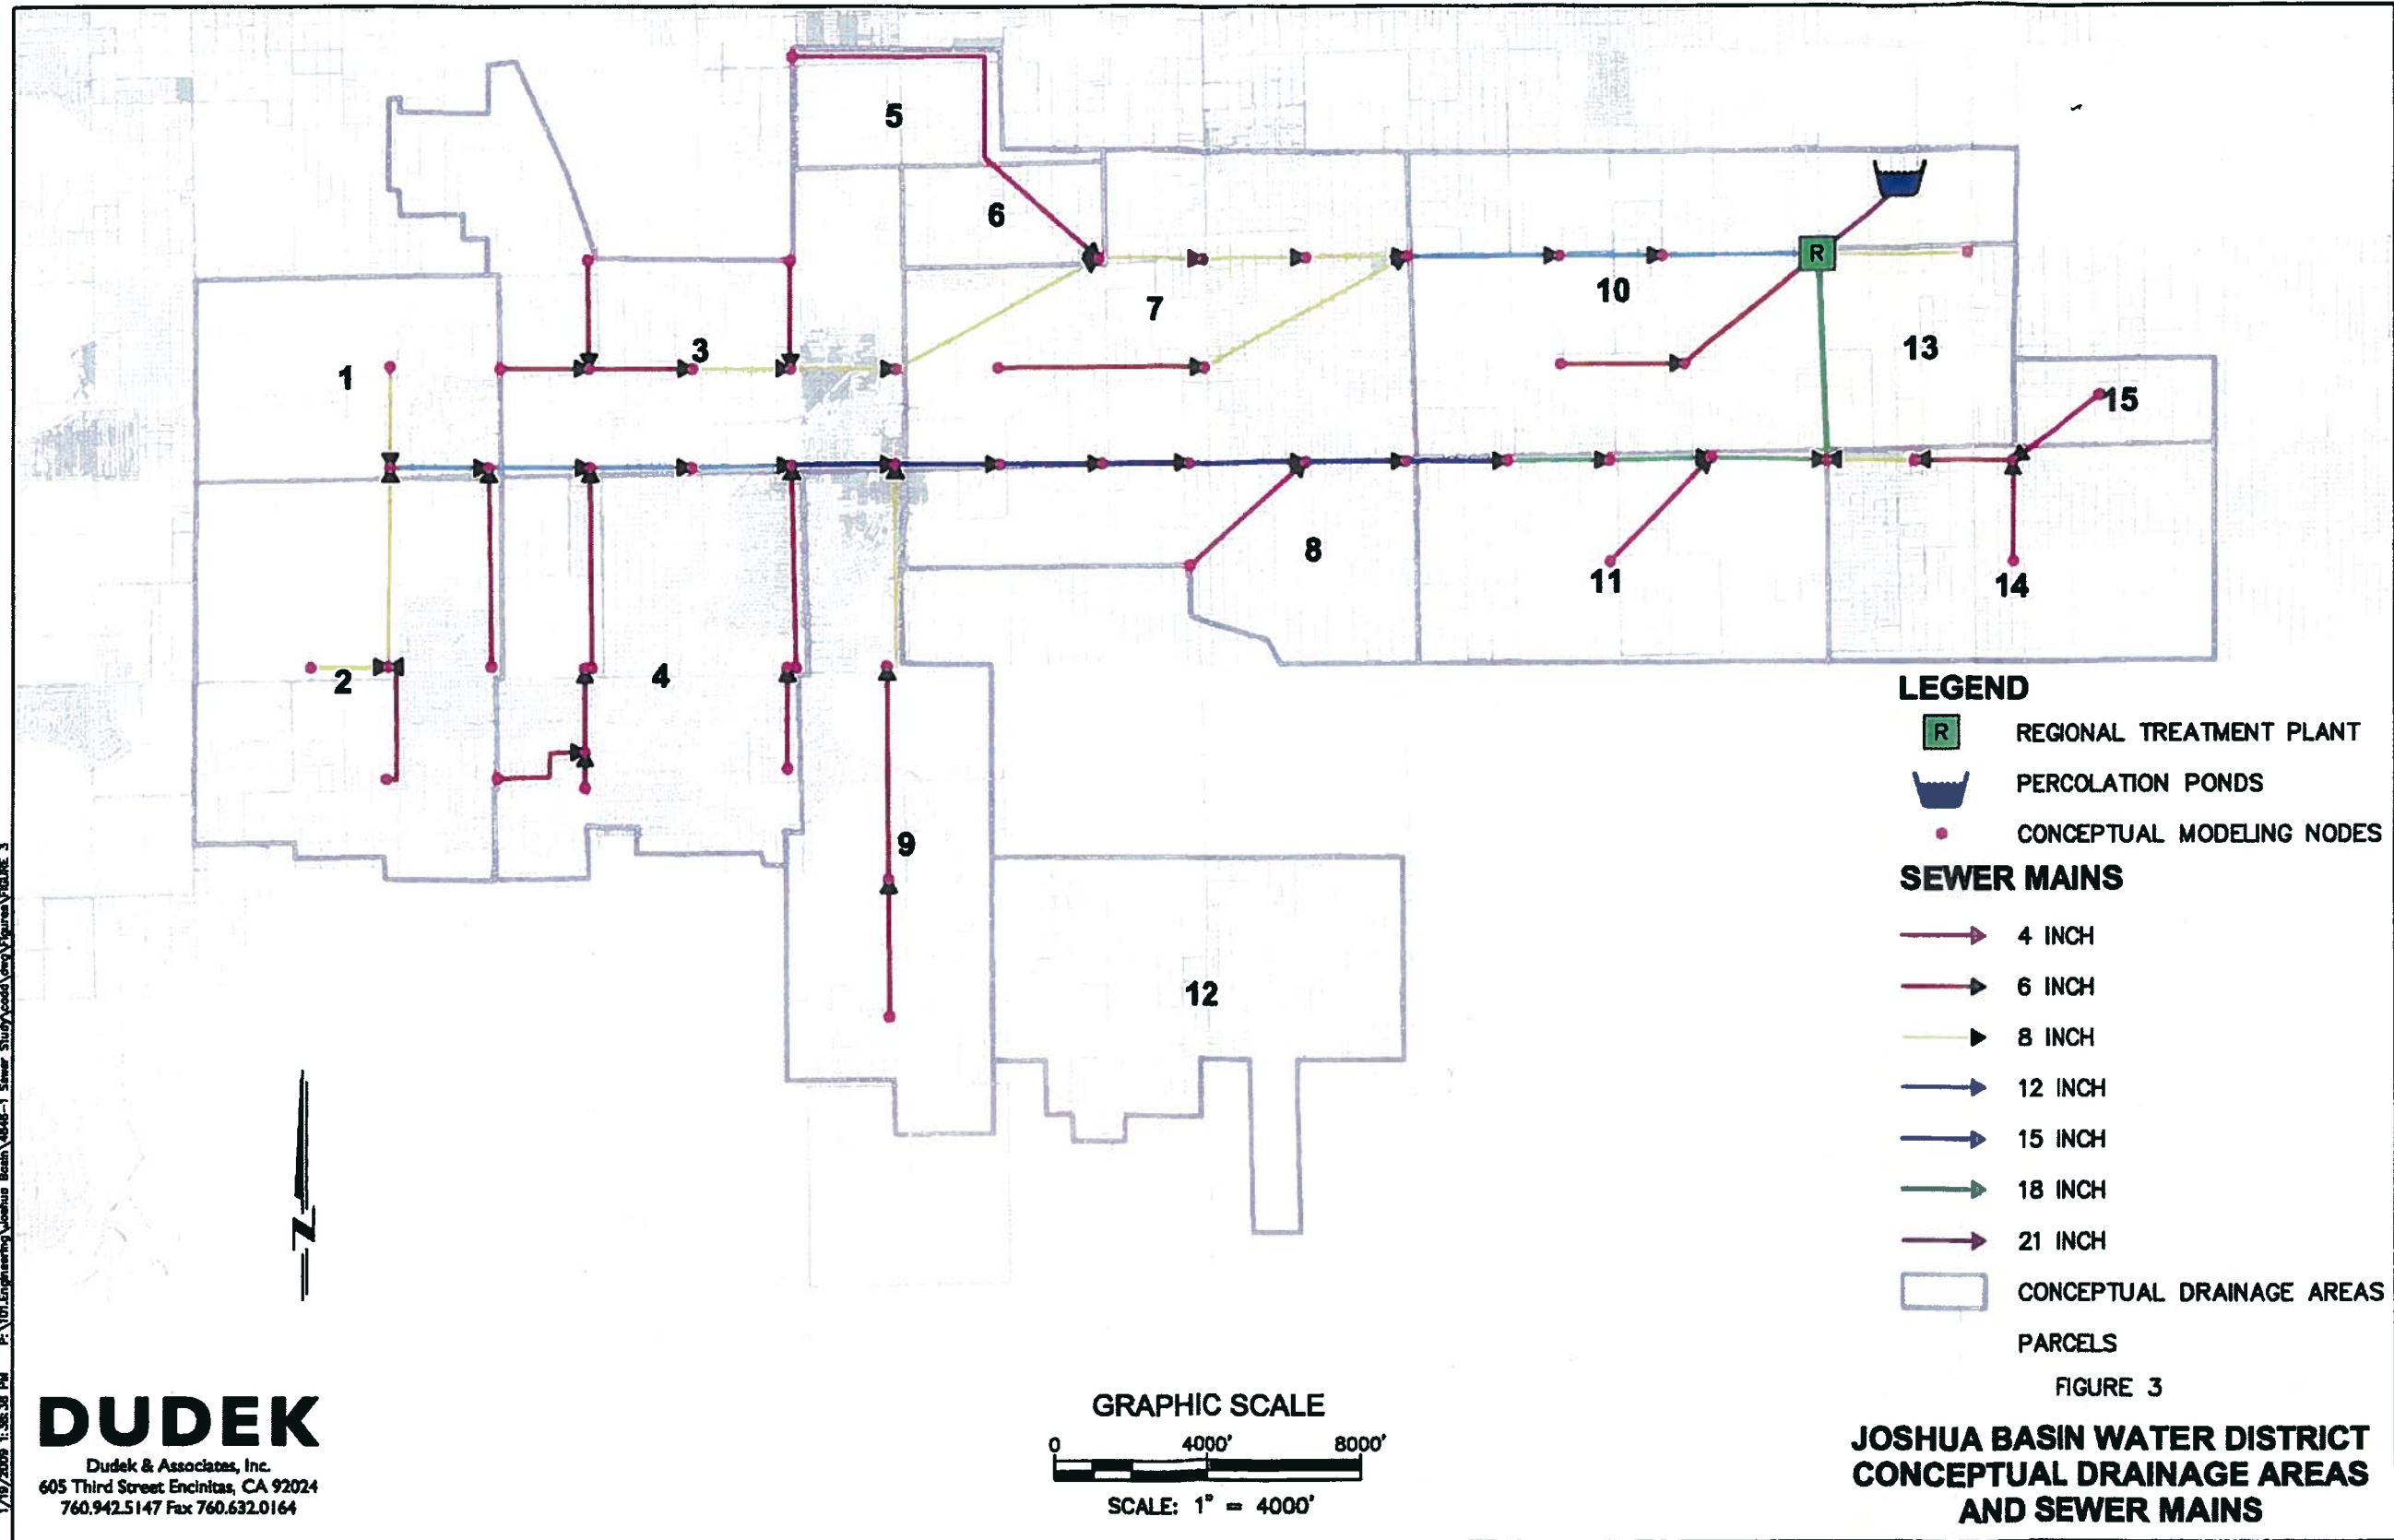 5
6
R
10
7
13
3
1
15
8
11
14
2
4
9
12
LEGEND
R REGIONAL TREATMENT PLANT
PERCOLATION PONDS
CONCEPTUAL MODELING NODES
SEWER MAINS
4 INCH
6 INCH
8 INCH
12 INCH
15 INCH
18 INCH
21 INCH
CONCEPTUAL DRAINAGE AREAS
PARCELS
Z
FIGURE 3
JOSHUA BASIN WATER DISTRICT
CONCEPTUAL DRAINAGE AREAS
AND SEWER MAINS
GRAPHIC SCALE
0 4000' 8000'
SCALE: 1" = 4000'
DUDEK
Dudek & Associates, Inc.
605 Third Street Encinitas, CA 92024
760.942.5147 Fax 760.632.0164